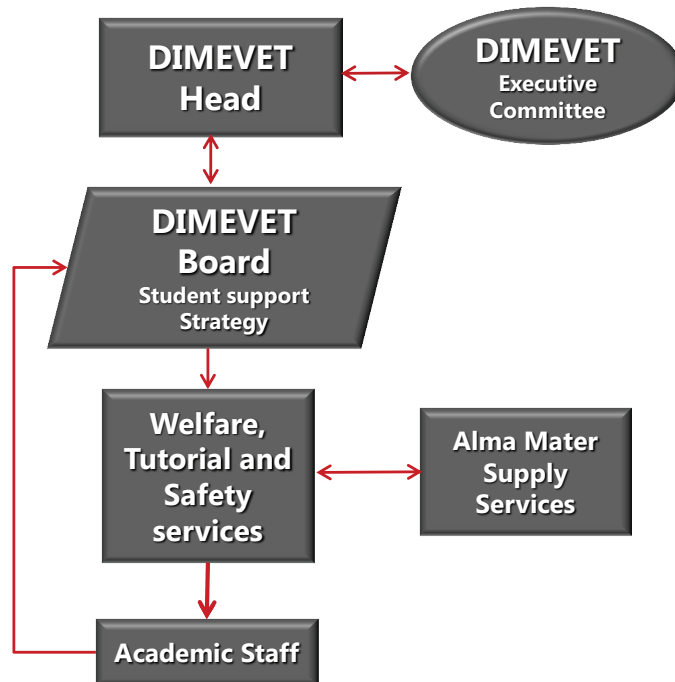 DIMEVET
Head
DIMEVET
Executive
Committee
DIMEVET
Board
Student support
Strategy
Welfare,
Tutorial and
Safety
services
Alma Mater
Supply
Services
Academic Staff